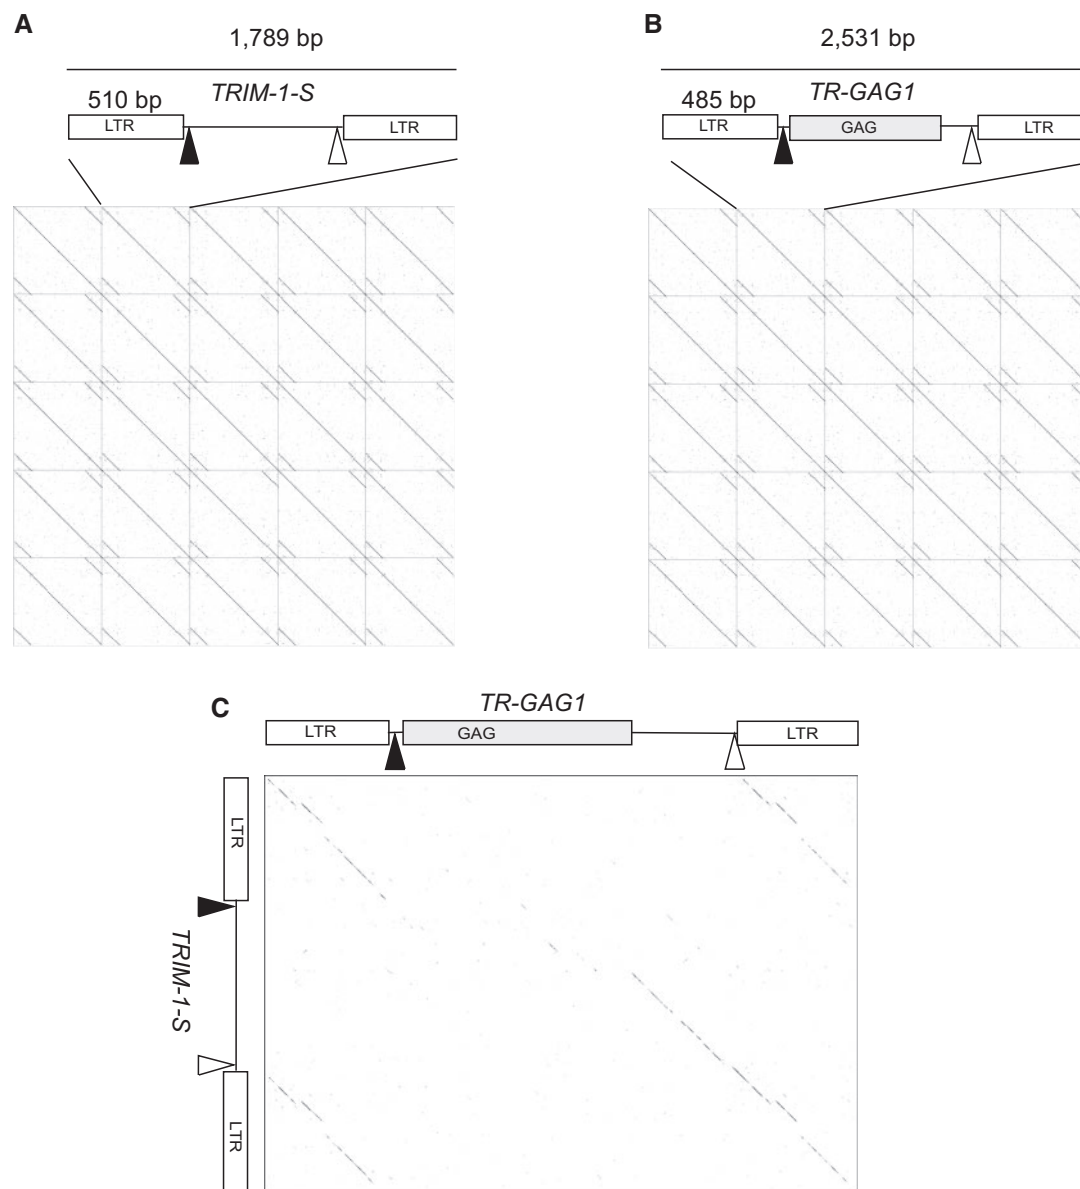 A
1,789 bp
510 bp
TRIM-1-S
LTR
LTR
B
2,531 bp
485 bp
TR-GAG1
LTR
GAG
LTR
C
TR-GAG1
LTR
GAG
LTR
LTR
TRIM-1-S
LTR